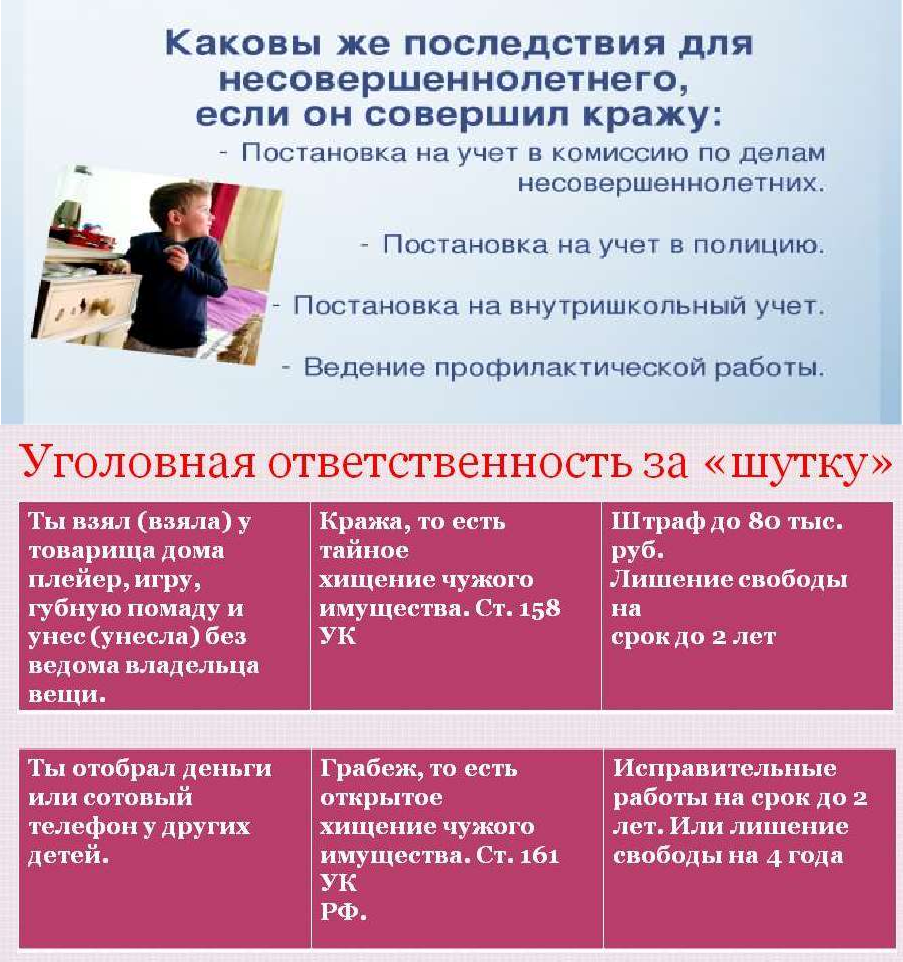 Каковы же последствия для
несовершеннолетнего,
если он совершил кражу:
- Постановка на учет в комиссию по делам
несовершеннолетних.
- Постановка на учет в полицию.
- Постановка на внутришкольный учет.
- Ведение профилактической работы.
Уголовная ответственность за «шутку»
Ты взял (взяла) у
товарища дома
плейер, игру,
губную помаду и
унес (унесла) без
ведома владельца
вещи.
Кража, то есть
тайное
хищение чужого
имущества. Ст. 158
УК
Штраф до 80 тыс.
руб.
Лишение свободы
на
срок до 2 лет
Ты отобрал деньги
или сотовый
телефон у других
детей.
Грабеж, то есть
открытое
хищение чужого
имущества. Ст. 161
УК
РФ.
Исправительные
работы на срок до 2
лет. Или лишение
свободы на 4 года